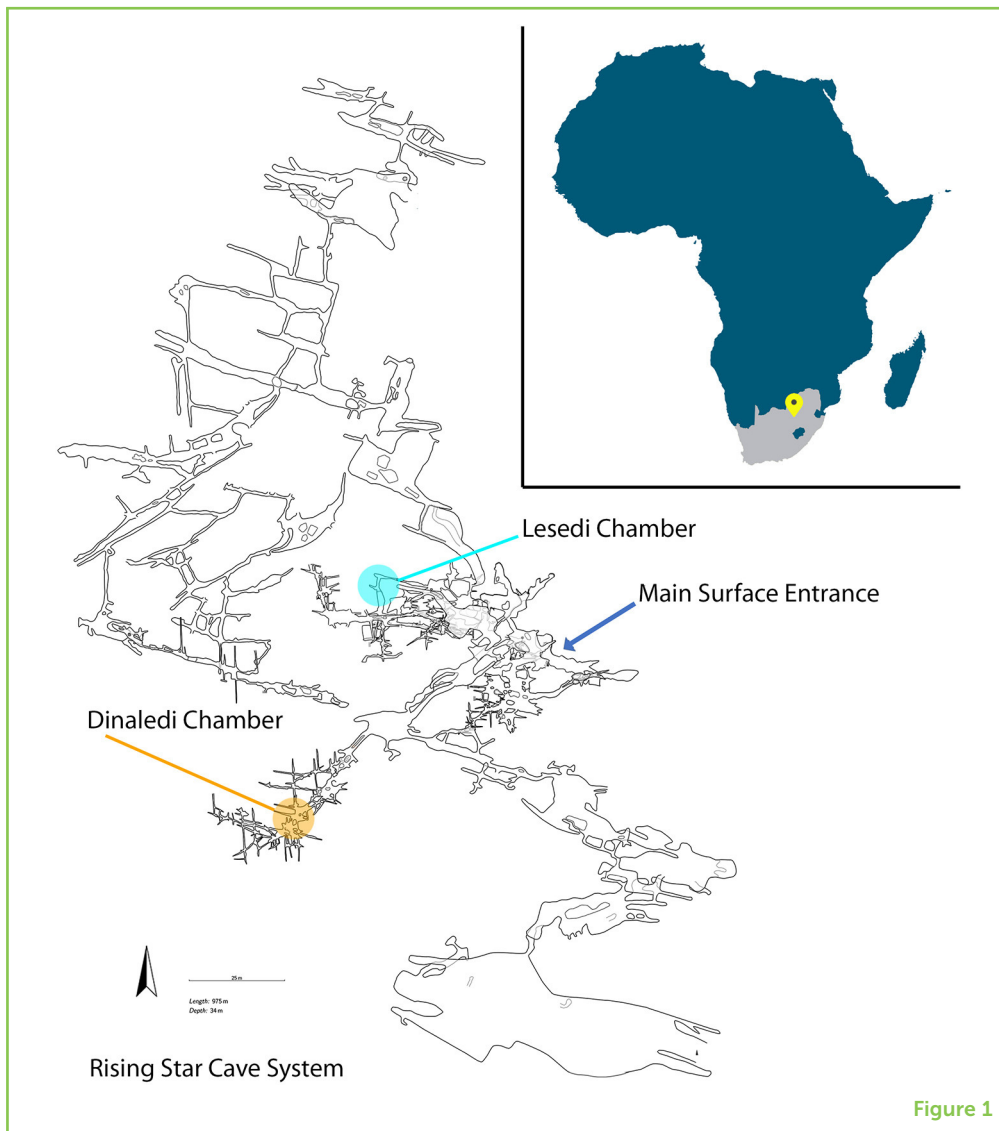 Lesedi Chamber
Main Surface Entrance
Dinaledi Chamber
25 m
Length: 975 m
Depth: 34 m
Rising Star Cave System
Figure 1